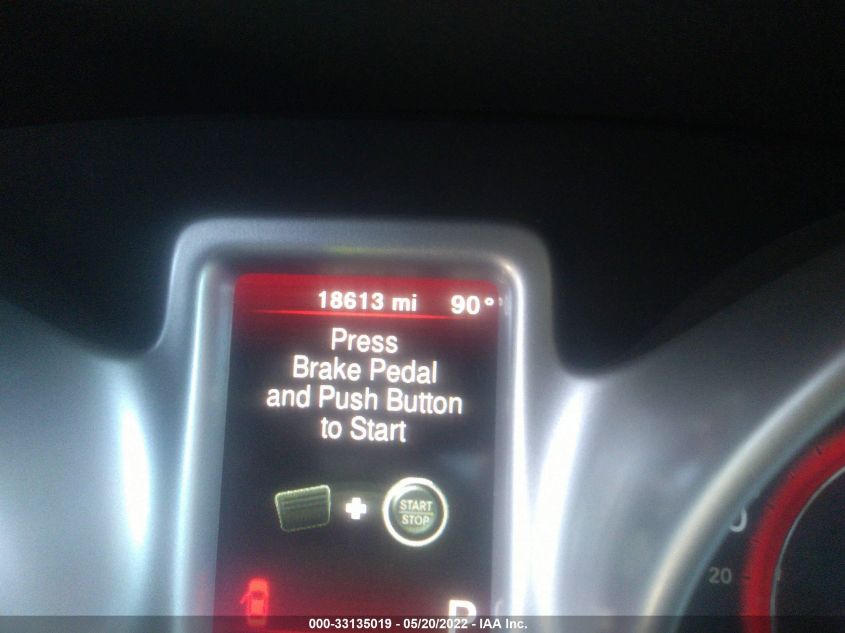 18613 mi 90°
Press
Brake Pedal
and Push Button
to Start
START
STOP
20
P
000-33135019 - 05/20/2022 - IAA Inc.